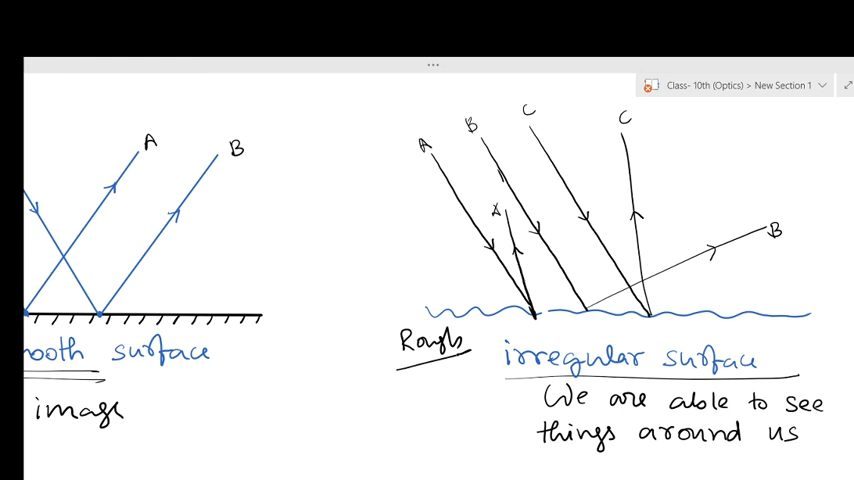 Class- 10th (Optics) > New Section 1
A
B
A
B
C
C
A
B
ooth surface
image
Rough
irregular surface
We are able to see
things around us